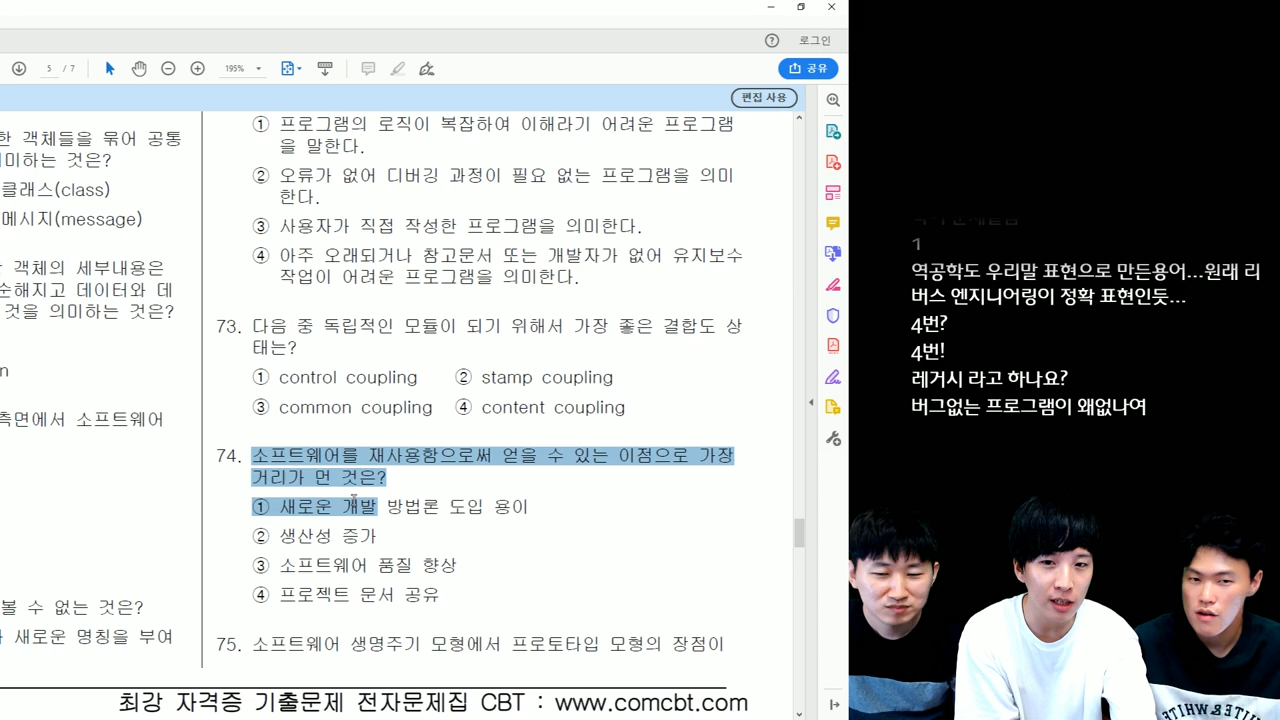 로그인
5 / 7
195%
공유
편집 사용
한 객체들을 묶어 공통
미하는 것은?
클래스(class)
메시지(message)
객체의 세부내용은
순해지고 데이터와 데
것을 의미하는 것은?
n
측면에서 소프트웨어
볼 수 없는 것은?
새로운 명칭을 부여
① 프로그램의 로직이 복잡하여 이해라기 어려운 프로그램
을 말한다.
② 오류가 없어 디버깅 과정이 필요 없는 프로그램을 의미
한다.
③ 사용자가 직접 작성한 프로그램을 의미한다.
④ 아주 오래되거나 참고문서 또는 개발자가 없어 유지보수
작업이 어려운 프로그램을 의미한다.
73. 다음 중 독립적인 모듈이 되기 위해서 가장 좋은 결합도 상
태는?
① control coupling ② stamp coupling
③ common coupling ④ content coupling
74. 소프트웨어를 재사용함으로써 얻을 수 있는 이점으로 가장
거리가 먼 것은?
① 새로운 개발 방법론 도입 용이
② 생산성 증가
③ 소프트웨어 품질 향상
④ 프로젝트 문서 공유
75. 소프트웨어 생명주기 모형에서 프로토타입 모형의 장점이
최강 자격증 기출문제 전자문제집 CBT : www.comcbt.com
1
역공학도 우리말 표현으로 만든용어...원래 리
버스 엔지니어링이 정확 표현인듯...
4번?
4번!
레거시 라고 하나요?
버그없는 프로그램이 왜없나여